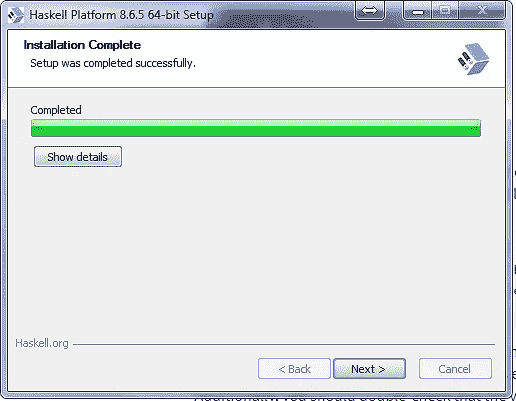 Haskell Platform 8.6.5 64-bit Setup
Installation Complete
Setup was completed successfully.
Completed
Show details
Haskell.org
< Back
Next >
Cancel